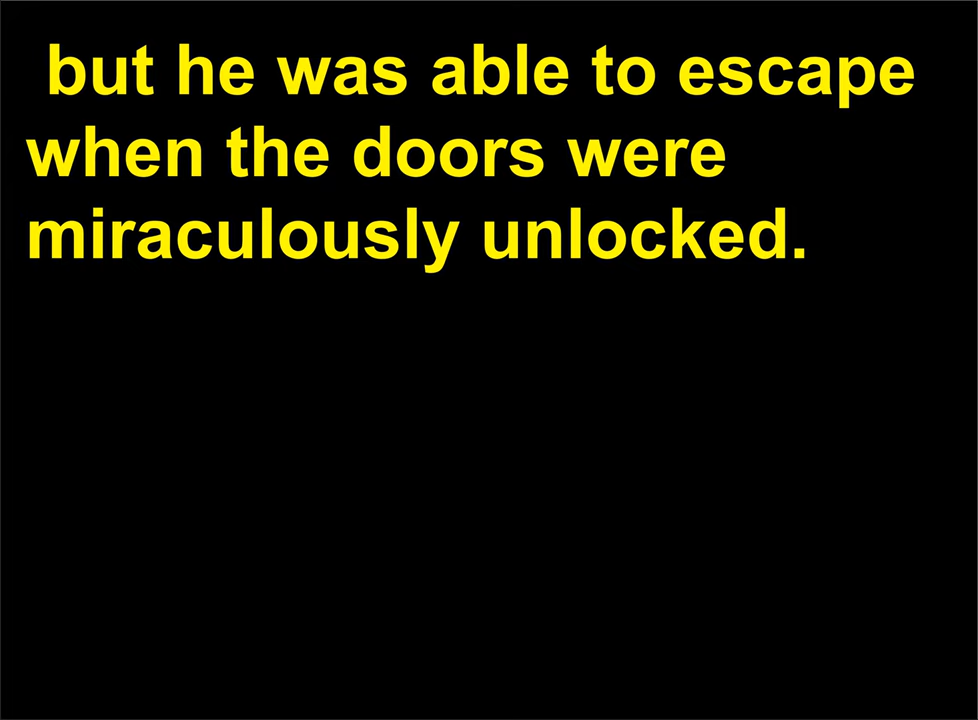 but he was able to escape
when the doors were
miraculously unlocked.